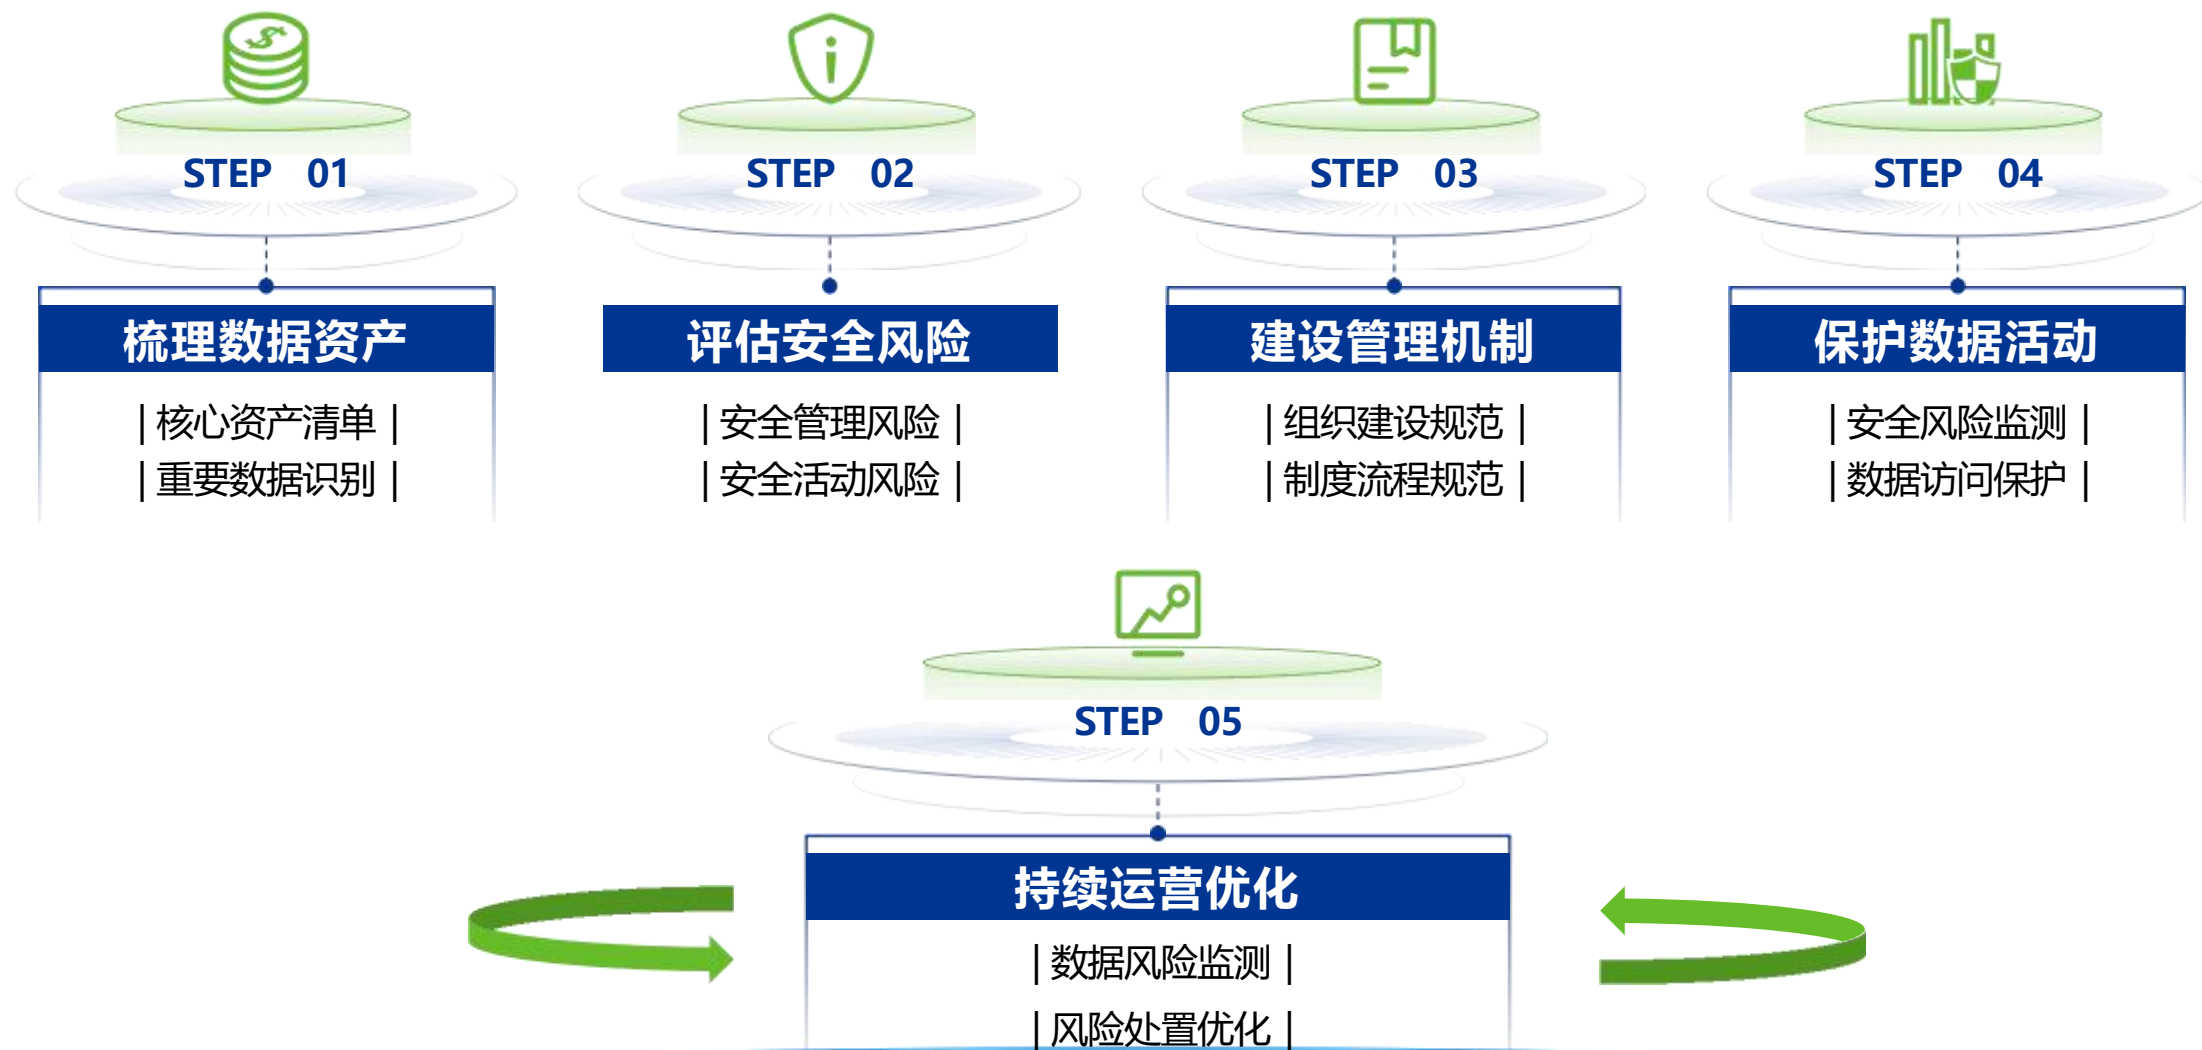 STEP 01
梳理数据资产
| 核心资产清单 |
| 重要数据识别 |
STEP 02
评估安全风险
| 安全管理风险 |
| 安全活动风险 |
STEP 03
建设管理机制
| 组织建设规范 |
| 制度流程规范 |
STEP 04
保护数据活动
| 安全风险监测 |
| 数据访问保护 |
STEP 05
持续运营优化
| 数据风险监测 |
| 风险处置优化 |